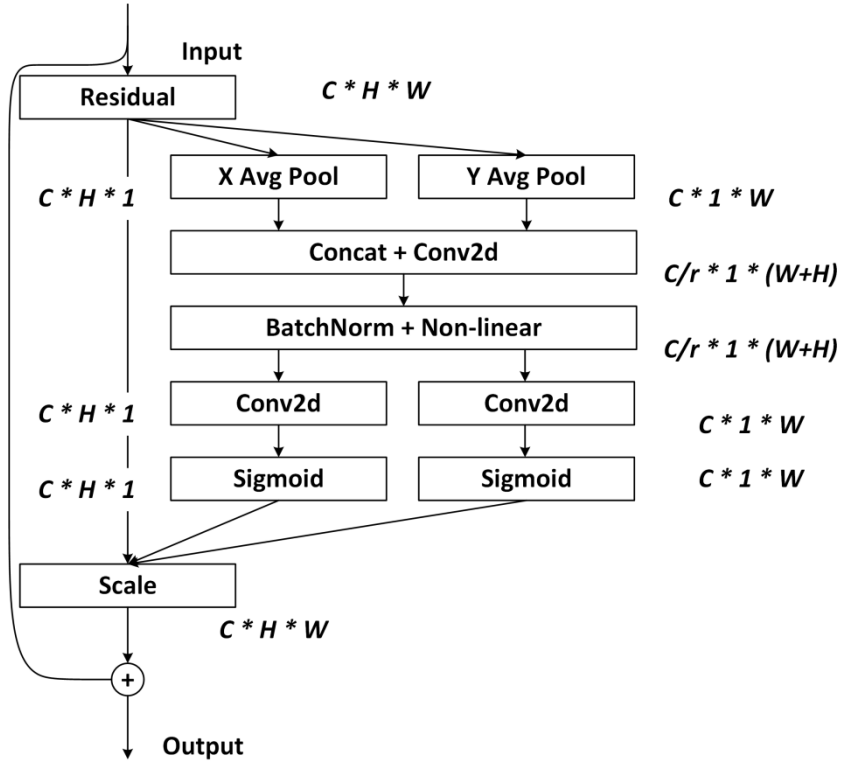 Input
Residual
C * H * W
X Avg Pool
Y Avg Pool
C * H * 1
C * 1 * W
Concat + Conv2d
C/r * 1 * (W+H)
BatchNorm + Non-linear
C/r * 1 * (W+H)
Conv2d
Conv2d
C * H * 1
C * 1 * W
Sigmoid
Sigmoid
C * H * 1
C * 1 * W
Scale
C * H * W
+
Output